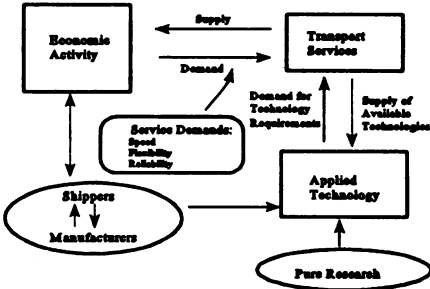 Supply
Economic
Activity
Transport
Services
Demand
Demand for
Technology
Requirements
Supply of
Available
Technologies
Service Demands:
Speed
Flexibility
Reliability
Shippers
Manufacturers
Applied
Technology
Pure Research